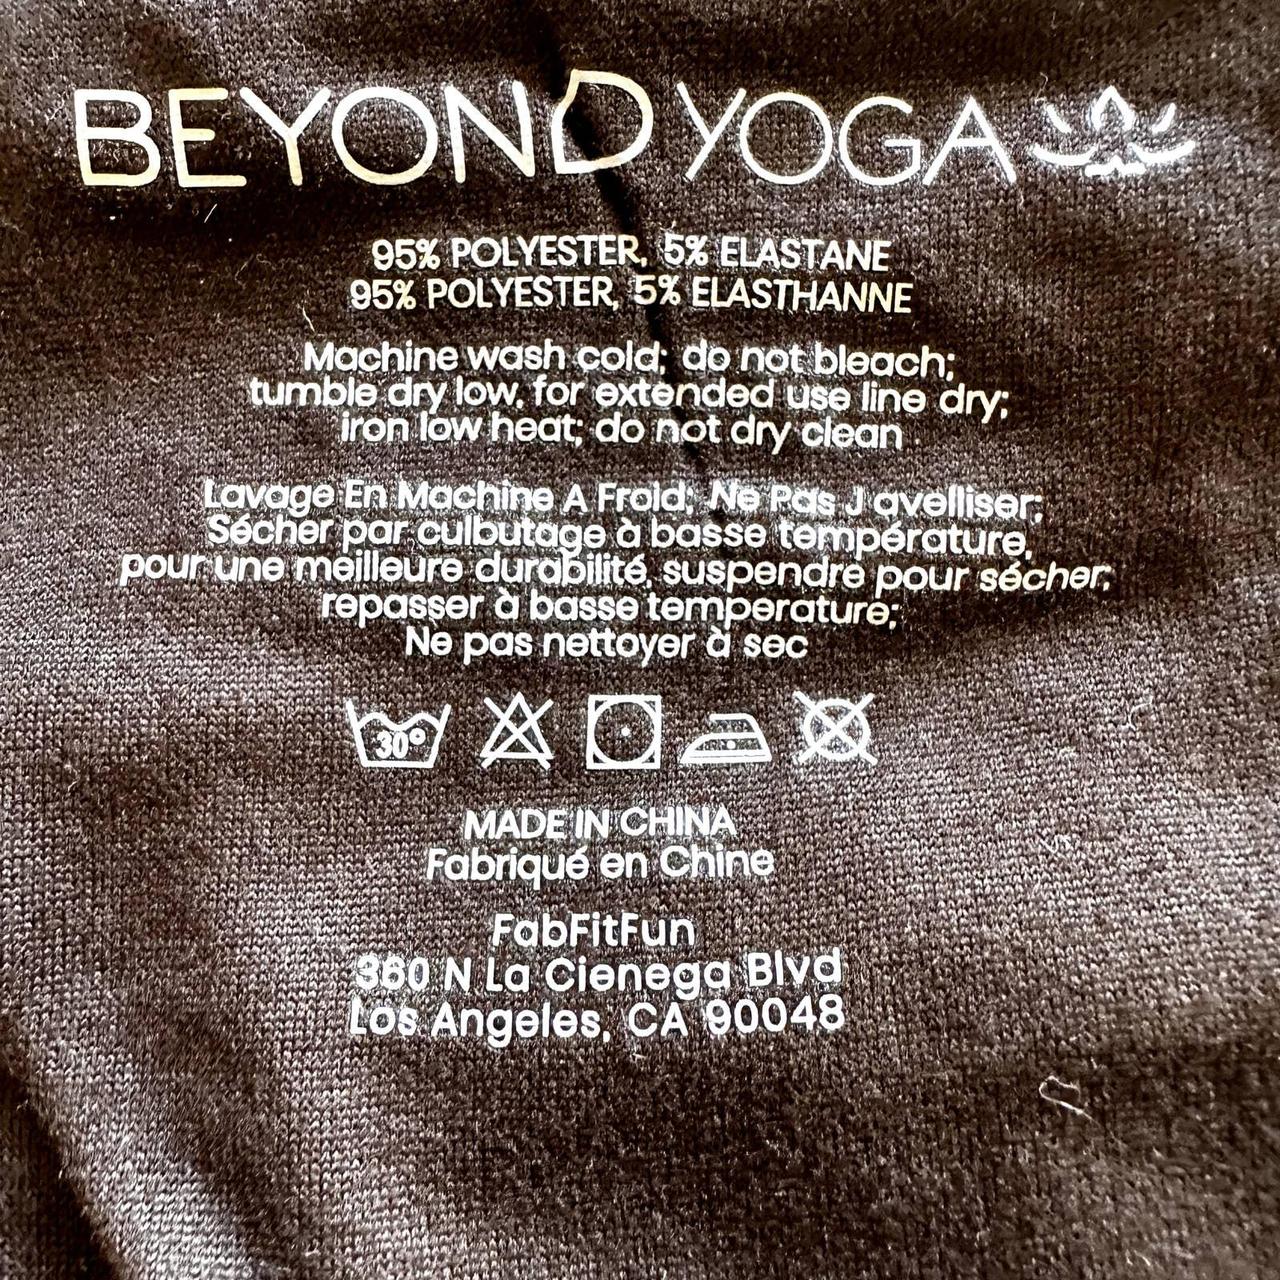 BEYOND YOGA
95% POLYESTER, 5% ELASTANE
95% POLYESTER, 5% ELASTHANNE
Machine wash cold; do not bleach;
tumble dry low, for extended use line dry;
iron low heat; do not dry clean
Lavage En Machine A Froid; Ne Pas J avelliser;
Sécher par culbutage à basse température,
pour une meilleure durabilité, suspendre pour sécher;
repasser à basse temperature;
Ne pas nettoyer à sec
30°
MADE IN CHINA
Fabriqué en Chine
FabFitFun
360 N La Cienega Blvd
Los Angeles, CA 90048